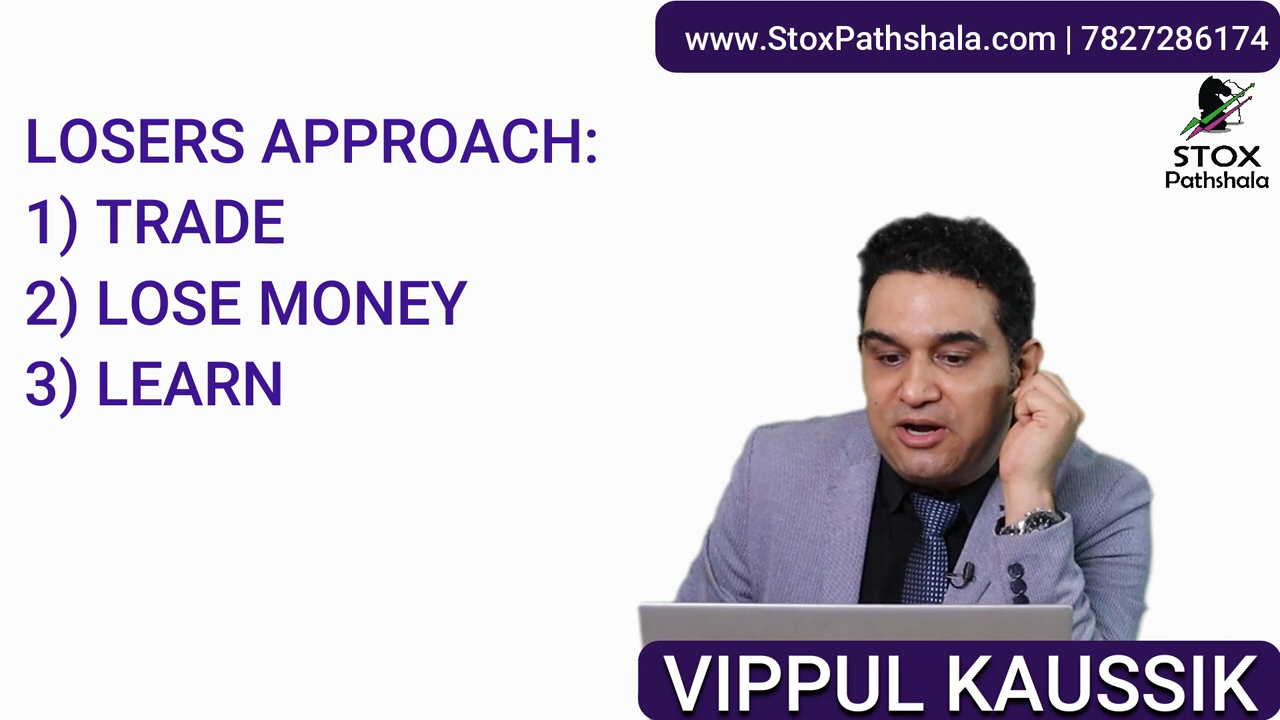 www.StoxPathshala.com | 7827286174
STOX
Pathshala
LOSERS APPROACH:
1) TRADE
2) LOSE MONEY
3) LEARN
VIPPUL KAUSSIK